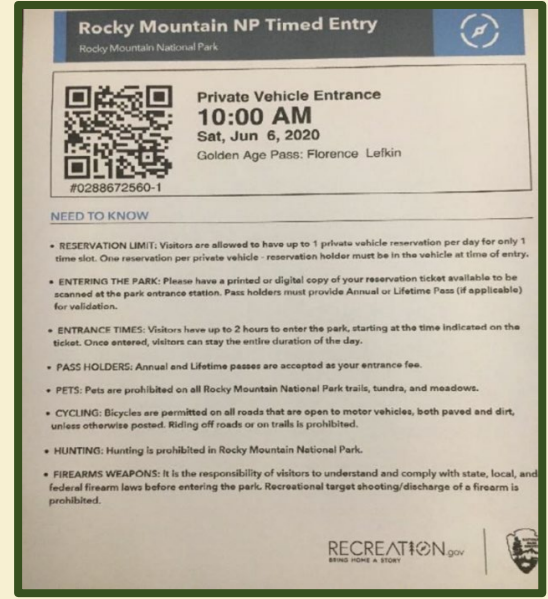 Rocky Mountain NP Timed Entry
Rocky Mountain National Park
Private Vehicle Entrance
10:00 AM
Sat, Jun 6, 2020
Golden Age Pass: Florence Lefkin
#0288672560-1
NEED TO KNOW
• RESERVATION LIMIT: Visitors are allowed to have up to 1 private vehicle reservation per day for only 1
time slot. One reservation per private vehicle - reservation holder must be in the vehicle at time of entry.
• ENTERING THE PARK: Please have a printed or digital copy of your reservation ticket available to be
scanned at the park entrance station. Pass holders must provide Annual or Lifetime Pass (if applicable)
for validation.
• ENTRANCE TIMES: Visitors have up to 2 hours to enter the park, starting at the time indicated on the
ticket. Once entered, visitors can stay the entire duration of the day.
• PASS HOLDERS: Annual and Lifetime passes are accepted as your entrance fee.
• PETS: Pets are prohibited on all Rocky Mountain National Park trails, tundra, and meadows.
• CYCLING: Bicycles are permitted on all roads that are open to motor vehicles, both paved and dirt,
unless otherwise posted. Riding off roads or on trails is prohibited.
• HUNTING: Hunting is prohibited in Rocky Mountain National Park.
• FIREARMS WEAPONS: It is the responsibility of visitors to understand and comply with state, local, and
federal firearm laws before entering the park. Recreational target shooting/discharge of a firearm is
prohibited.
RECREATION.gov
BRING HOME A STORY